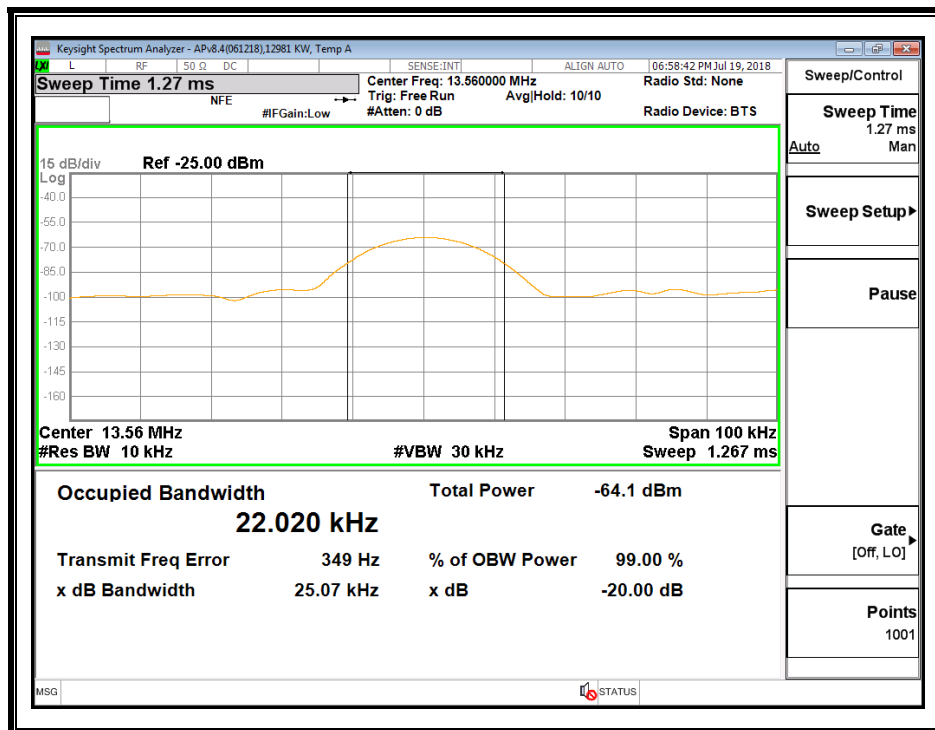 Keysight Spectrum Analyzer - APv8.4(061218),12981 KW, Temp A
LXI L RF 50 Ω DC SENSE:INT ALIGN AUTO 06:58:42 PM Jul 19, 2018
Sweep Time 1.27 ms
NFE
#IFGain:Low
Center Freq: 13.560000 MHz
Trig: Free Run Avg|Hold: 10/10
#Atten: 0 dB
Radio Std: None
Radio Device: BTS
15 dB/div Ref -25.00 dBm
Log
-40.0
-55.0
-70.0
-85.0
-100
-115
-130
-145
-160
Center 13.56 MHz Span 100 kHz
#Res BW 10 kHz #VBW 30 kHz Sweep 1.267 ms
Occupied Bandwidth Total Power -64.1 dBm
22.020 kHz
Transmit Freq Error 349 Hz % of OBW Power 99.00 %
x dB Bandwidth 25.07 kHz x dB -20.00 dB
Sweep/Control
Sweep Time
1.27 ms
Auto Man
Sweep Setup
Pause
Gate
[Off, LO]
Points
1001
MSG STATUS